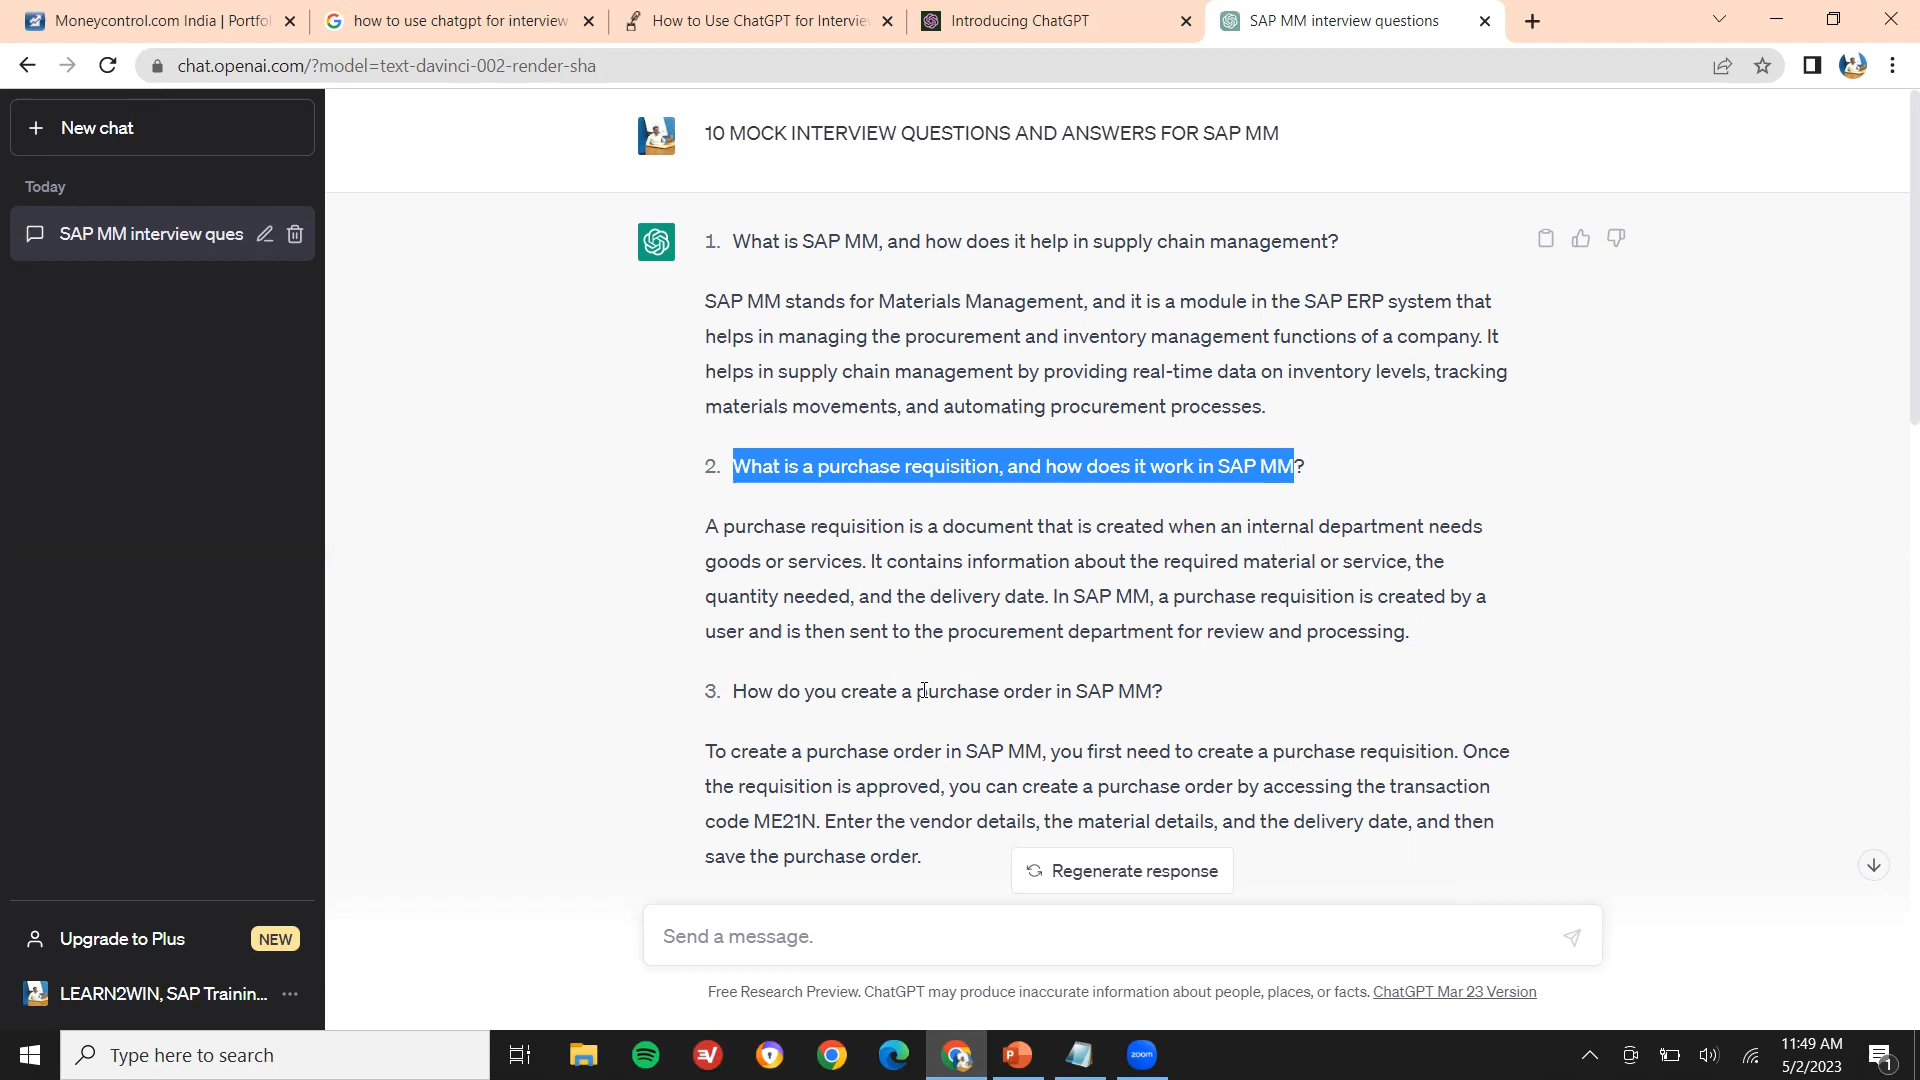 Moneycontrol.com India | Portfol
how to use chatgpt for interview
How to Use ChatGPT for Intervie
Introducing ChatGPT
SAP MM interview questions
chat.openai.com/?model=text-davinci-002-render-sha
New chat
Today
SAP MM interview ques
10 MOCK INTERVIEW QUESTIONS AND ANSWERS FOR SAP MM
1. What is SAP MM, and how does it help in supply chain management?
SAP MM stands for Materials Management, and it is a module in the SAP ERP system that
helps in managing the procurement and inventory management functions of a company. It
helps in supply chain management by providing real-time data on inventory levels, tracking
materials movements, and automating procurement processes.
2. What is a purchase requisition, and how does it work in SAP MM?
A purchase requisition is a document that is created when an internal department needs
goods or services. It contains information about the required material or service, the
quantity needed, and the delivery date. In SAP MM, a purchase requisition is created by a
user and is then sent to the procurement department for review and processing.
3. How do you create a purchase order in SAP MM?
To create a purchase order in SAP MM, you first need to create a purchase requisition. Once
the requisition is approved, you can create a purchase order by accessing the transaction
code ME21N. Enter the vendor details, the material details, and the delivery date, and then
save the purchase order.
Regenerate response
Send a message.
Free Research Preview. ChatGPT may produce inaccurate information about people, places, or facts. ChatGPT Mar 23 Version
Upgrade to Plus
NEW
LEARN2WIN, SAP Trainin...
Type here to search
zoom
11:49 AM
5/2/2023
1